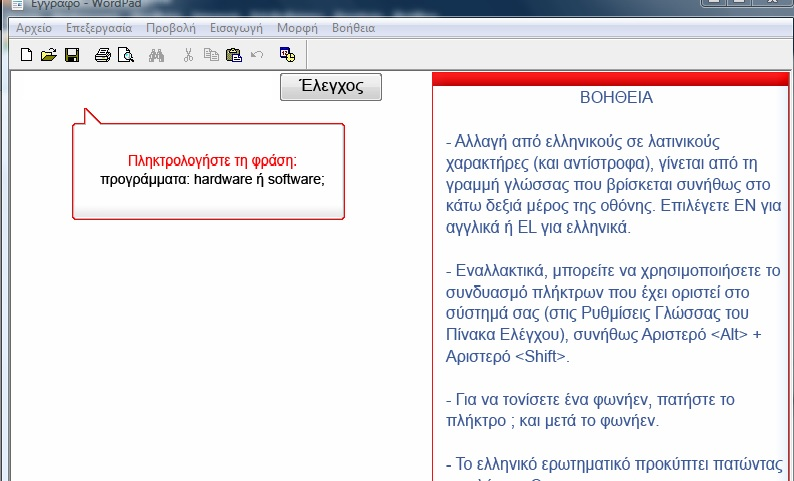 Έγγραφο - WordPad
Αρχείο Επεξεργασία Προβολή Εισαγωγή Μορφή Βοήθεια
Έλεγχος
Πληκτρολογήστε τη φράση:
προγράμματα: hardware ή software;
ΒΟΗΘΕΙΑ
- Αλλαγή από ελληνικούς σε λατινικούς
χαρακτήρες (και αντίστροφα), γίνεται από τη
γραμμή γλώσσας που βρίσκεται συνήθως στο
κάτω δεξιά μέρος της οθόνης. Επιλέγετε EN για
αγγλικά ή EL για ελληνικά.
- Εναλλακτικά, μπορείτε να χρησιμοποιήσετε το
συνδυασμό πλήκτρων που έχει οριστεί στο
σύστημά σας (στις Ρυθμίσεις Γλώσσας του
Πίνακα Ελέγχου), συνήθως Αριστερό <Alt> +
Αριστερό <Shift>.
- Για να τονίσετε ένα φωνήεν, πατήστε το
πλήκτρο ; και μετά το φωνήεν.
- Το ελληνικό ερωτηματικό προκύπτει πατώντας